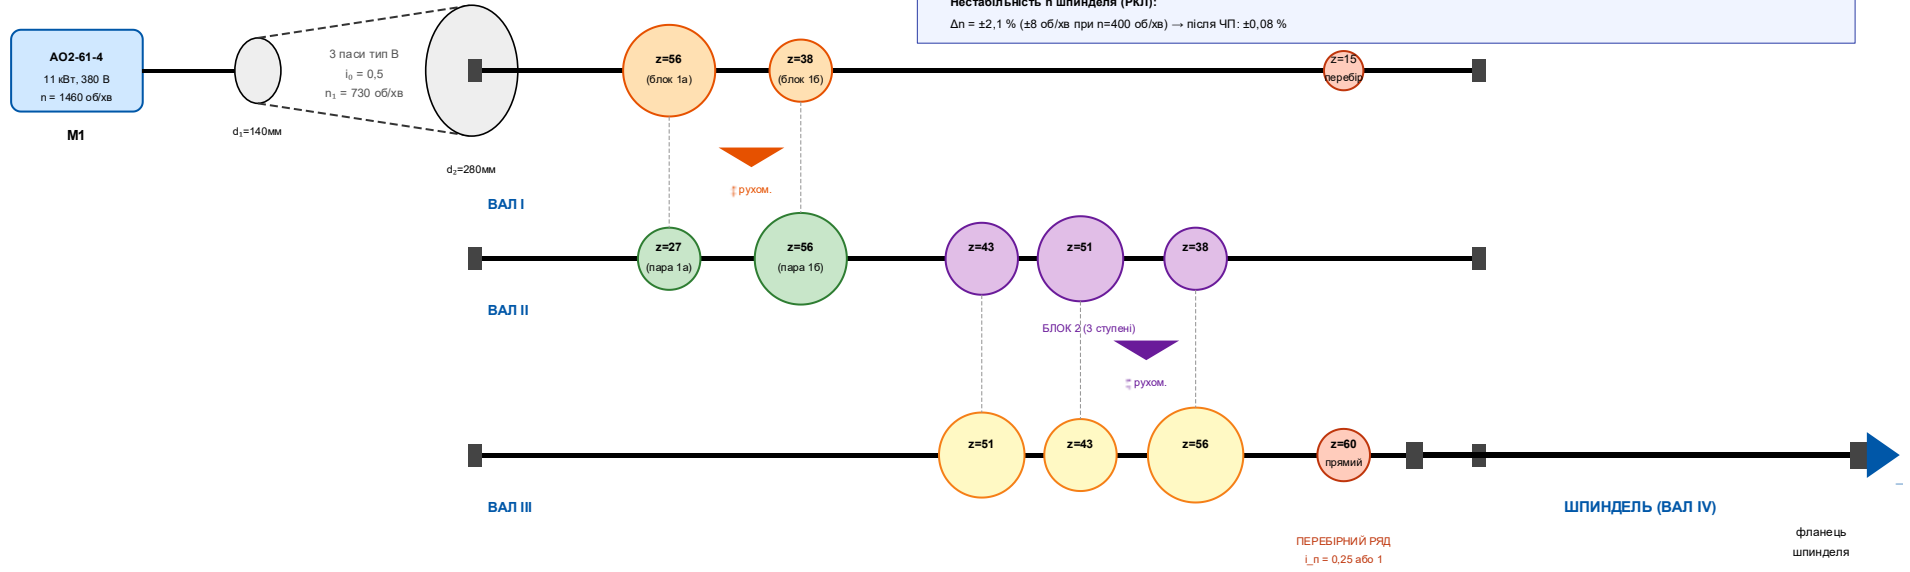 Нестабільність n шпинделя (РКЛ):
Δn = ±2,1 % (±8 об/хв при n=400 об/хв) → після ЧП: ±0,08 %
АО2-61-4
11 кВт, 380 В
n = 1460 об/хв
М1
d₁=140мм
3 паси тип В
i₀ = 0,5
n₁ = 730 об/хв
d₂=280мм
z=56
(блок 1а)
z=38
(блок 1б)
z=15
перебір
рухом.
ВАЛ I
z=27
(пара 1а)
z=56
(пара 1б)
z=43
z=51
z=38
ВАЛ II
БЛОК 2 (3 ступені)
рухом.
z=51
z=43
z=56
z=60
прямий
ВАЛ III
ШПИНДЕЛЬ (ВАЛ IV)
фланець
шпинделя
ПЕРЕБІРНИЙ РЯД
i_п = 0,25 або 1